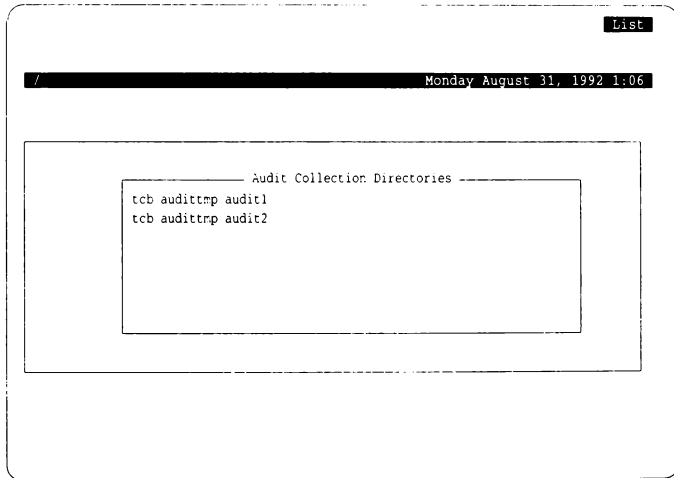 List
/ Monday August 31, 1992 1:06
Audit Collection Directories
tcb audittmp audit1
tcb audittmp audit2